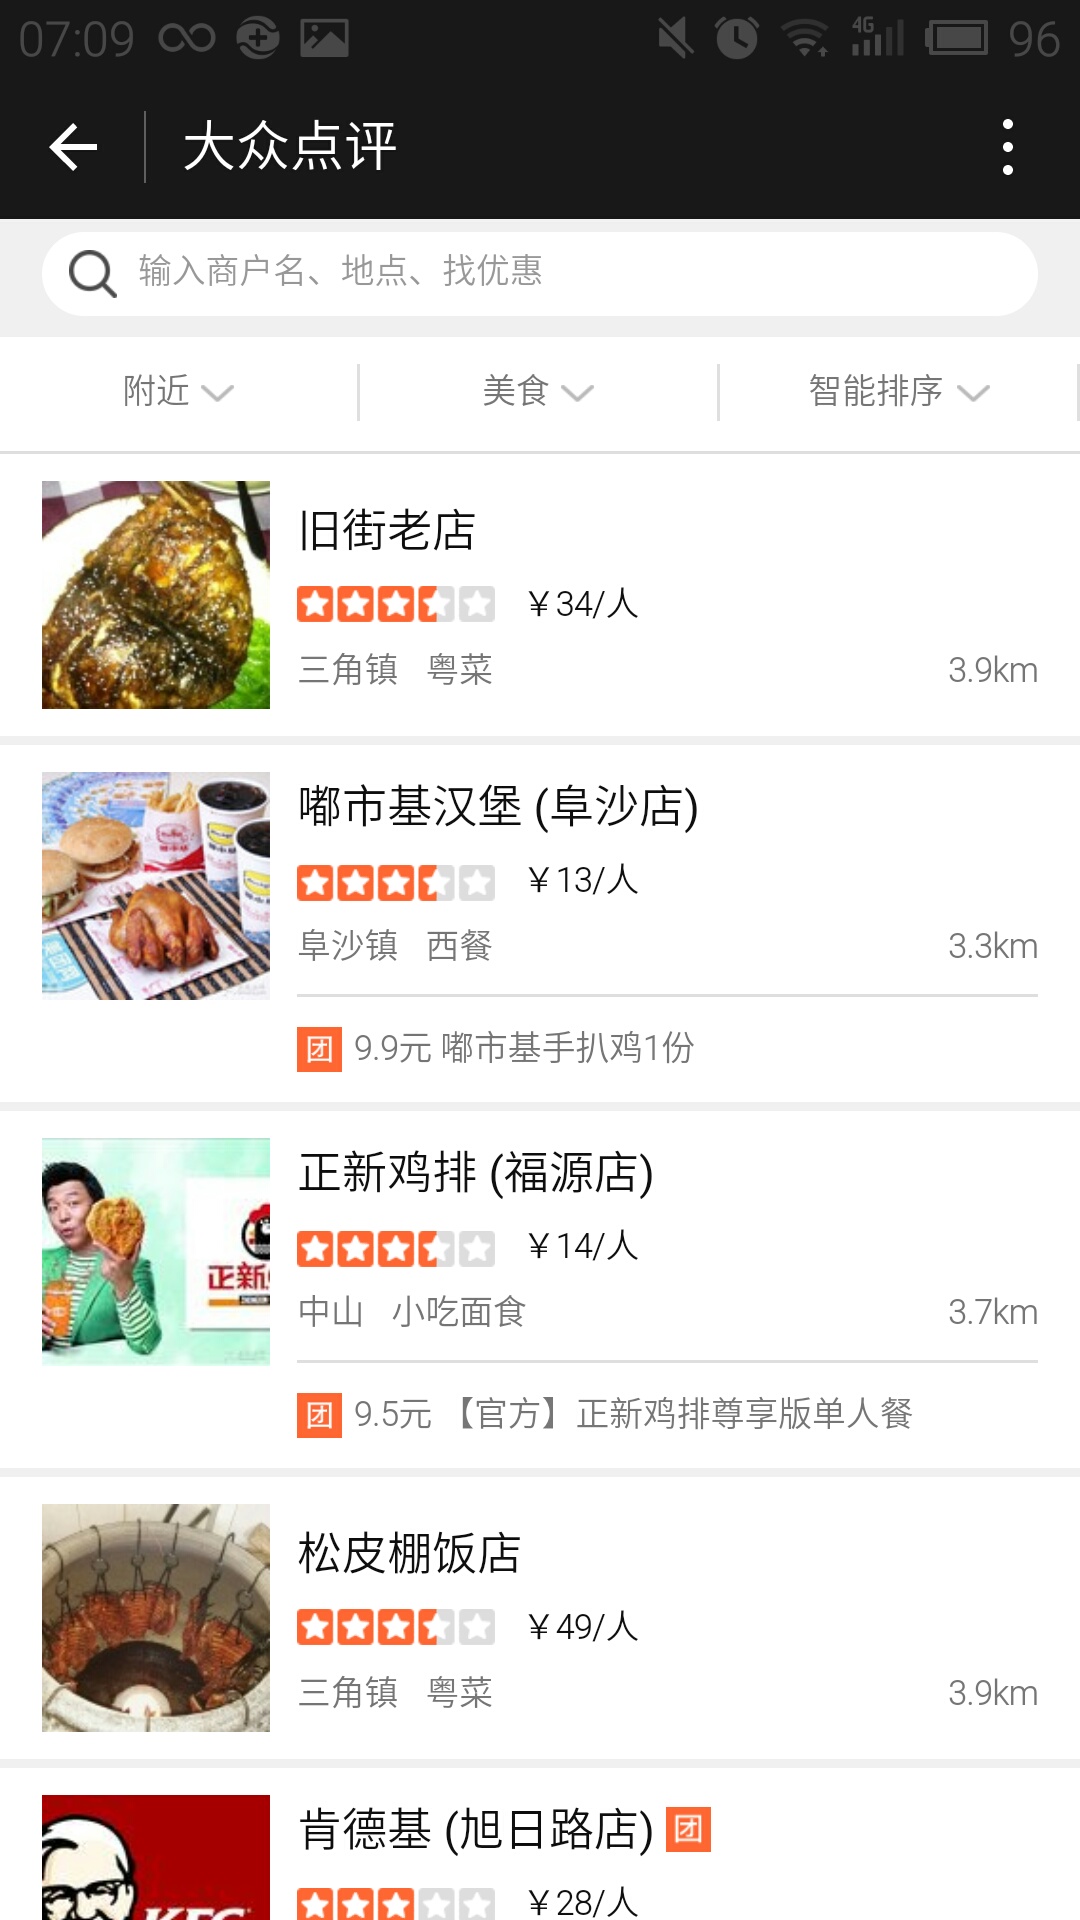 07:09 4G 96
大众点评
输入商户名、地点、找优惠
附近 美食 智能排序
旧街老店
￥34/人
三角镇 粤菜 3.9km
嘟市基汉堡 (阜沙店)
￥13/人
阜沙镇 西餐 3.3km
团 9.9元 嘟市基手扒鸡1份
正新鸡排 (福源店)
￥14/人
正新
中山 小吃面食 3.7km
团 9.5元 【官方】正新鸡排尊享版单人餐
松皮棚饭店
￥49/人
三角镇 粤菜 3.9km
肯德基 (旭日路店) 团
￥28/人
KFC